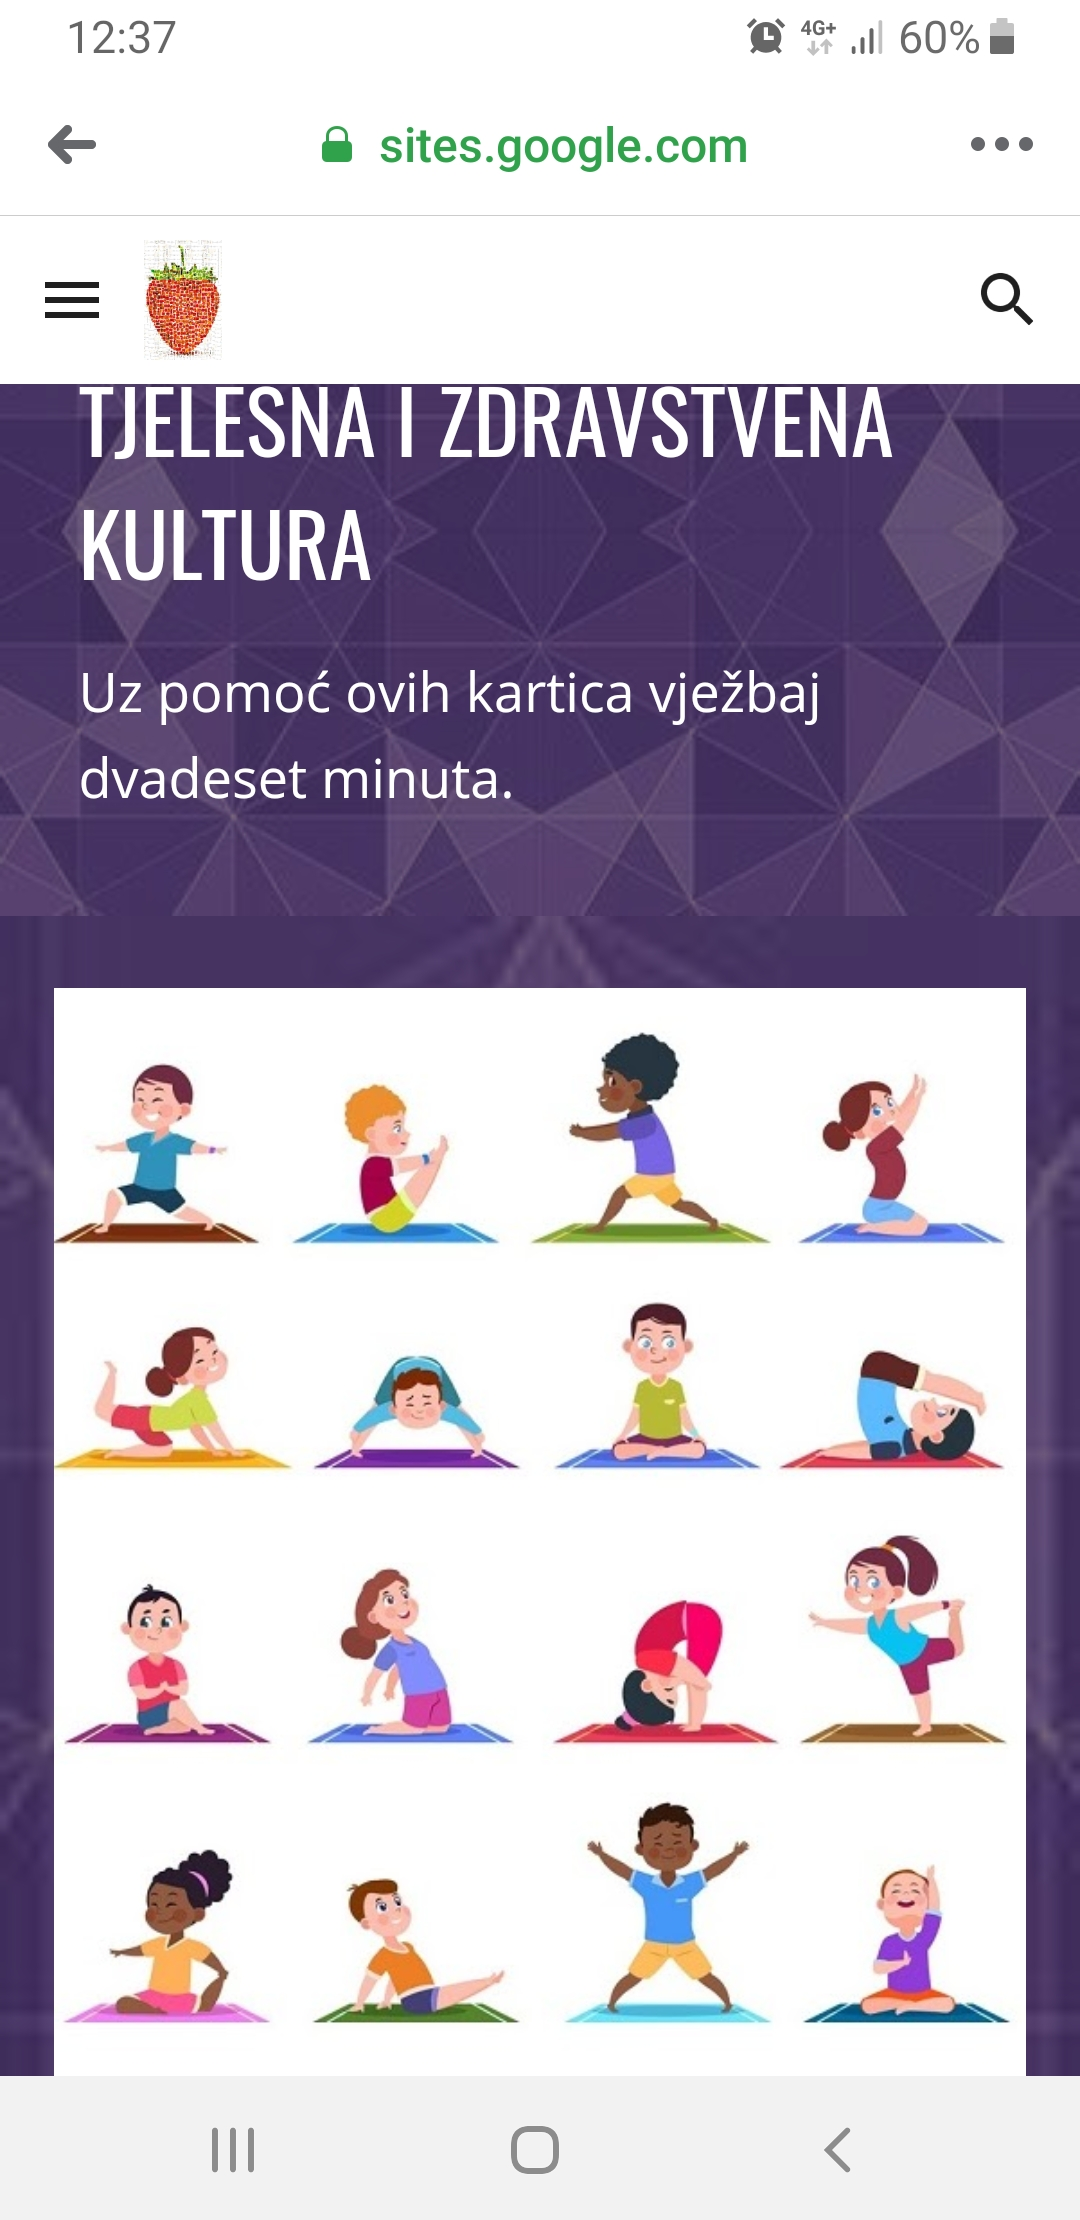 12:37
4G+
60%
sites.google.com
TJELESNA I ZDRAVSTVENA
KULTURA
Uz pomoć ovih kartica vježbaj
dvadeset minuta.